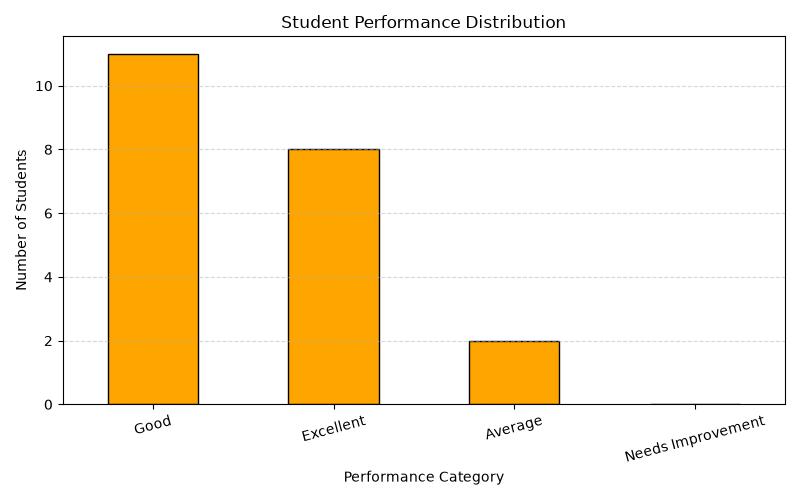 Student Performance Distribution
Number of Students
10
8
6
4
2
0
Good
Excellent
Average
Needs Improvement
Performance Category